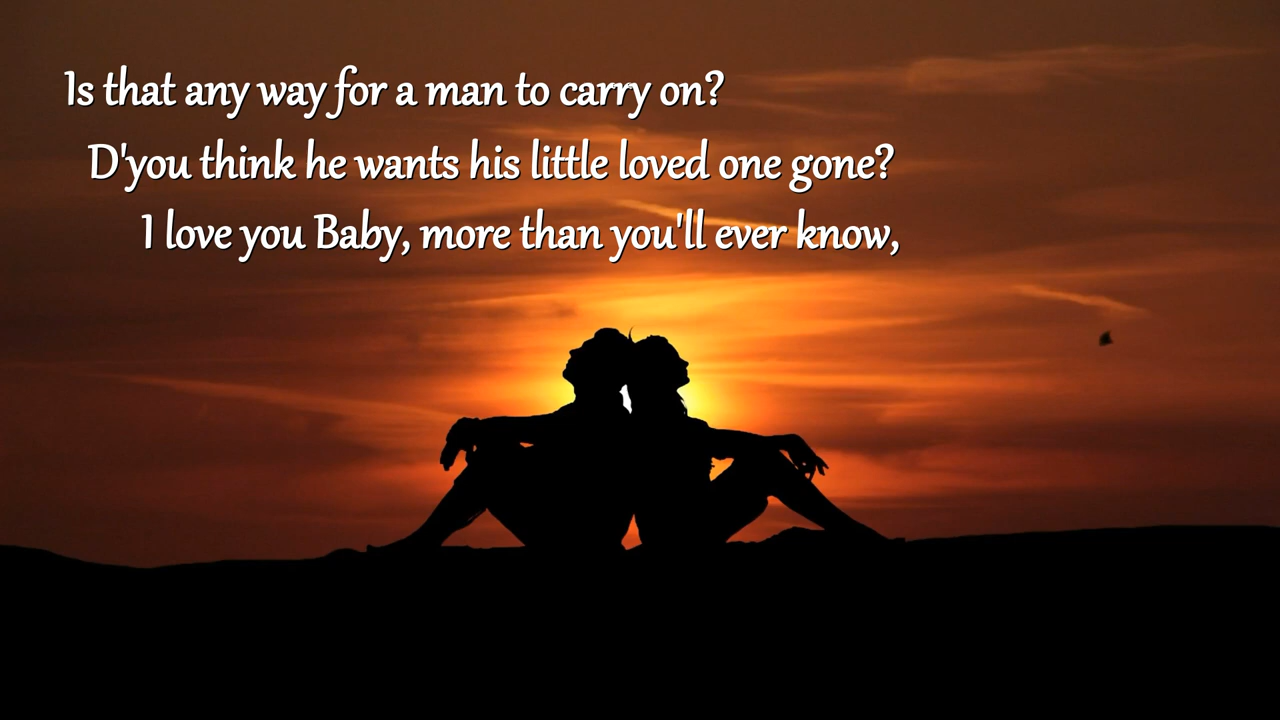 Is that any way for a man to carry on?
D'you think he wants his little loved one gone?
I love you Baby, more than you'll ever know,